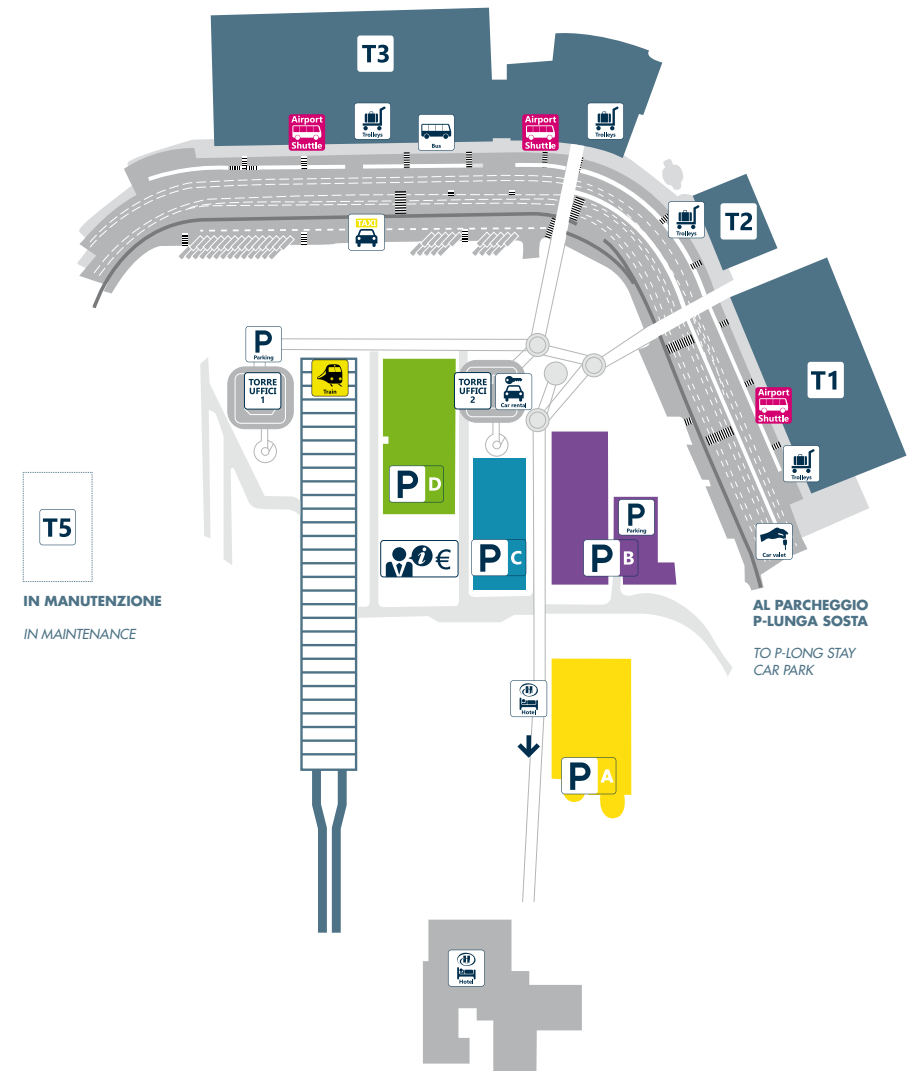 T3
Airport
Shuttle
Trolleys
Bus
Airport
Shuttle
Trolleys
TAXI
Trolleys
T2
T1
Airport
Shuttle
Trolleys
Car valet
P
Parking
TORRE
UFFICI
1
Train
TORRE
UFFICI
2
Car rental
P D
P C
P
Parking
P B
i €
T5
IN MANUTENZIONE
IN MAINTENANCE
AL PARCHEGGIO
P-LUNGA SOSTA
TO P-LONG STAY
CAR PARK
H
Hotel
P A
H
Hotel